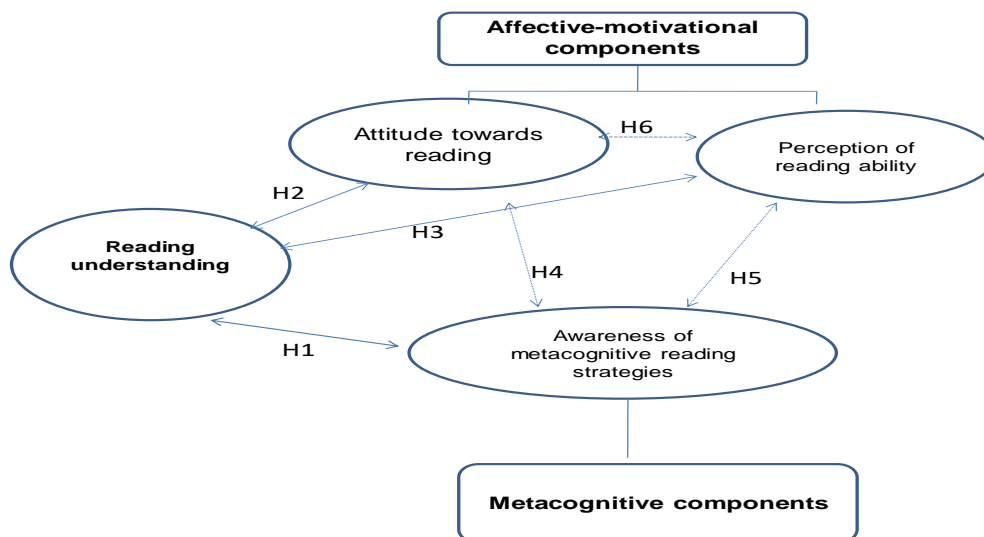 Affective-motivational
components
Attitude towards
reading
H6
Perception of
reading ability
H2
H3
Reading
understanding
H4
H5
H1
Awareness of
metacognitive reading
strategies
Metacognitive components